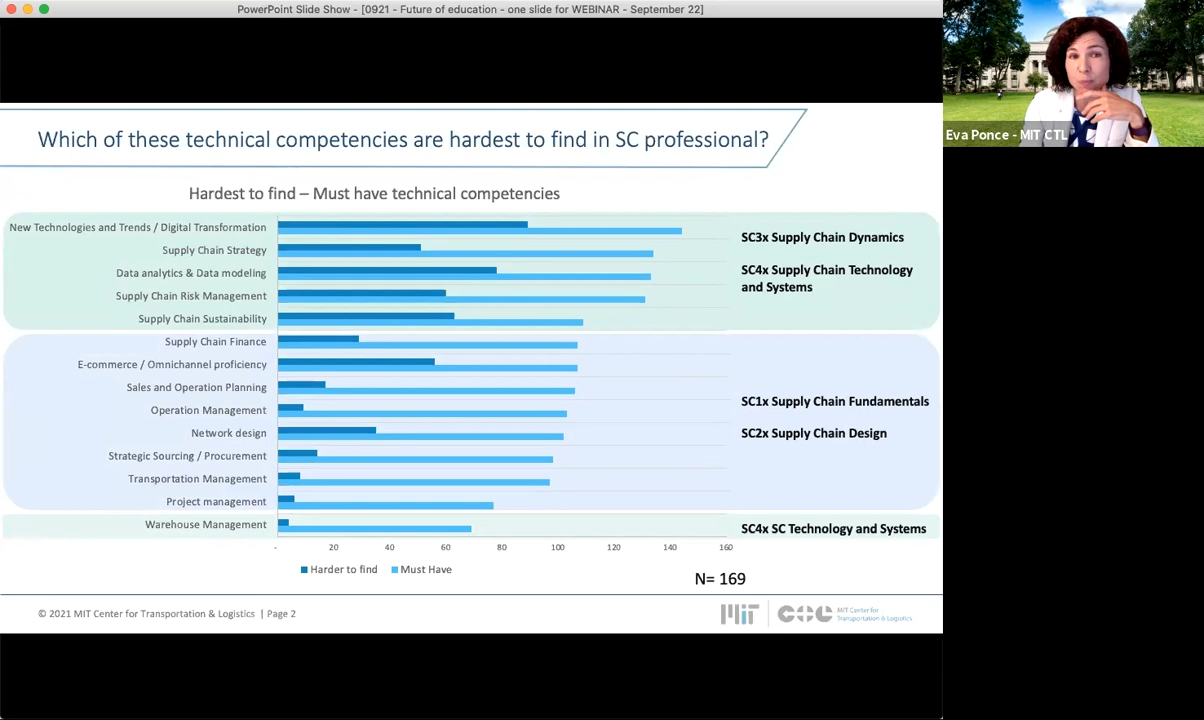 PowerPoint Slide Show - [0921 - Future of education - one slide for WEBINAR - September 22]
Eva Ponce - MIT CTL
Which of these technical competencies are hardest to find in SC professional?
Hardest to find – Must have technical competencies
New Technologies and Trends / Digital Transformation
Supply Chain Strategy
Data analytics & Data modeling
Supply Chain Risk Management
Supply Chain Sustainability
SC3x Supply Chain Dynamics
SC4x Supply Chain Technology
and Systems
Supply Chain Finance
E-commerce / Omnichannel proficiency
Sales and Operation Planning
Operation Management
Network design
Strategic Sourcing / Procurement
Transportation Management
Project management
SC1x Supply Chain Fundamentals
SC2x Supply Chain Design
Warehouse Management
SC4x SC Technology and Systems
- 20 40 60 80 100 120 140 160
Harder to find Must Have
N= 169
© 2021 MIT Center for Transportation & Logistics | Page 2
MIT
CTL
MIT Center for
Transportation & Logistics